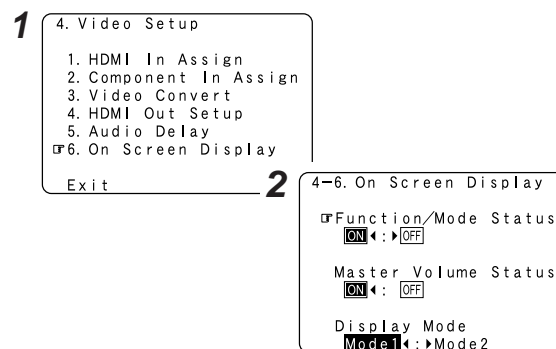 1
4. Video Setup
1. HDMI In Assign
2. Component In Assign
3. Video Convert
4. HDMI Out Setup
5. Audio Delay
☞6. On Screen Display
Exit
2
4-6. On Screen Display
☞Function/Mode Status
ON ◂ : ▸ OFF
Master Volume Status
ON ◂ : OFF
Display Mode
Mode1 ◂ : ▸Mode2